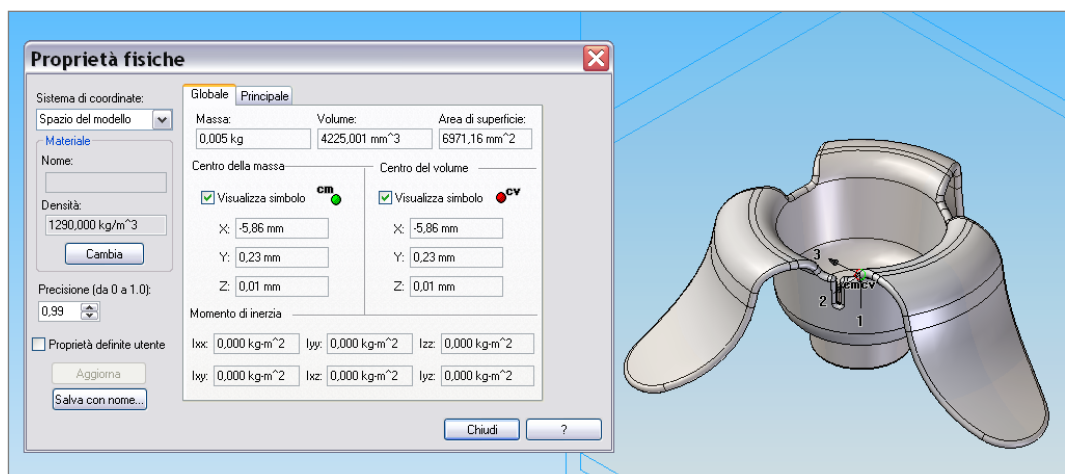 Proprietà fisiche
Sistema di coordinate:
Spazio del modello
Materiale
Nome:
Densità:
1290,000 kg/m^3
Cambia
Precisione (da 0 a 1.0):
0,99
Proprietà definite utente
Aggiorna
Salva con nome...
Globale Principale
Massa: Volume: Area di superficie:
0,005 kg 4225,001 mm^3 6971,16 mm^2
Centro della massa Centro del volume
Visualizza simbolo cm Visualizza simbolo cv
X: -5,86 mm X: -5,86 mm
Y: 0,23 mm Y: 0,23 mm
Z: 0,01 mm Z: 0,01 mm
Momento di inerzia
Ixx: 0,000 kg-m^2 Iyy: 0,000 kg-m^2 Izz: 0,000 kg-m^2
Ixy: 0,000 kg-m^2 Ixz: 0,000 kg-m^2 Iyz: 0,000 kg-m^2
Chiudi ?
3
cmcv
2
1